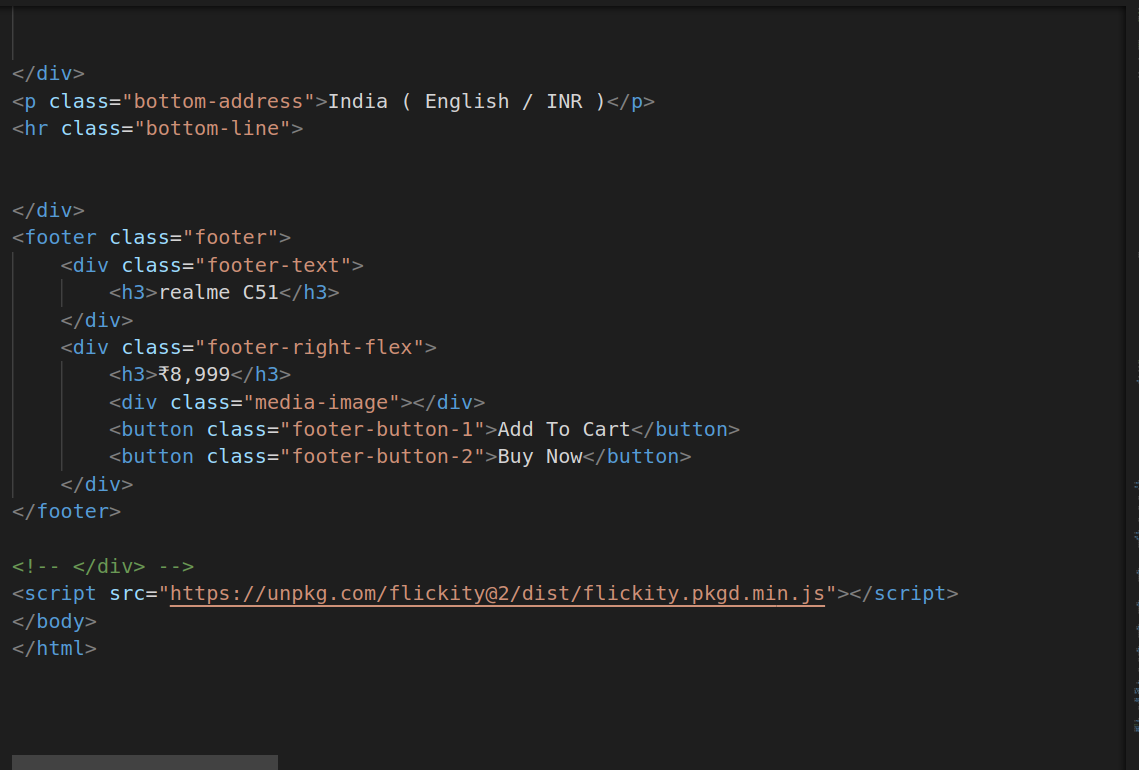 </div>
<p class="bottom-address">India ( English / INR )</p>
<hr class="bottom-line">
</div>
<footer class="footer">
<div class="footer-text">
<h3>realme C51</h3>
</div>
<div class="footer-right-flex">
<h3>₹8,999</h3>
<div class="media-image"></div>
<button class="footer-button-1">Add To Cart</button>
<button class="footer-button-2">Buy Now</button>
</div>
</footer>
<!-- </div> -->
<script src="https://unpkg.com/flickity@2/dist/flickity.pkgd.min.js"></script>
</body>
</html>